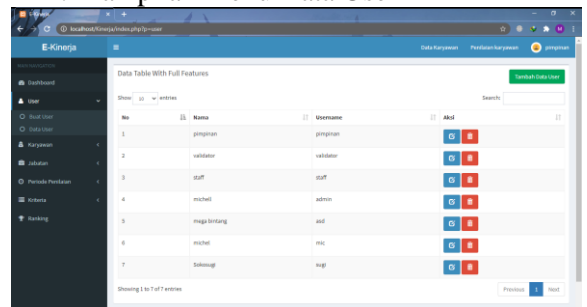 E-Kinerja
localhost/Kinerja/index.php?p=user
E-Kinerja
Data Karyawan Penilaian karyawan pimpinan
MAIN NAVIGATION
Dashboard
User
Buat User
Data User
Karyawan
Jabatan
Periode Penilaian
Kriteria
Ranking
Data Table With Full Features
Tambah Data User
Show 10 entries
Search:
No Nama Username Aksi
1 pimpinan pimpinan
2 validator validator
3 staff staff
4 micheil admin
5 mega bintang asd
6 michel mic
7 sugi
Showing 1 to 7 of 7 entries
Previous 1 Next